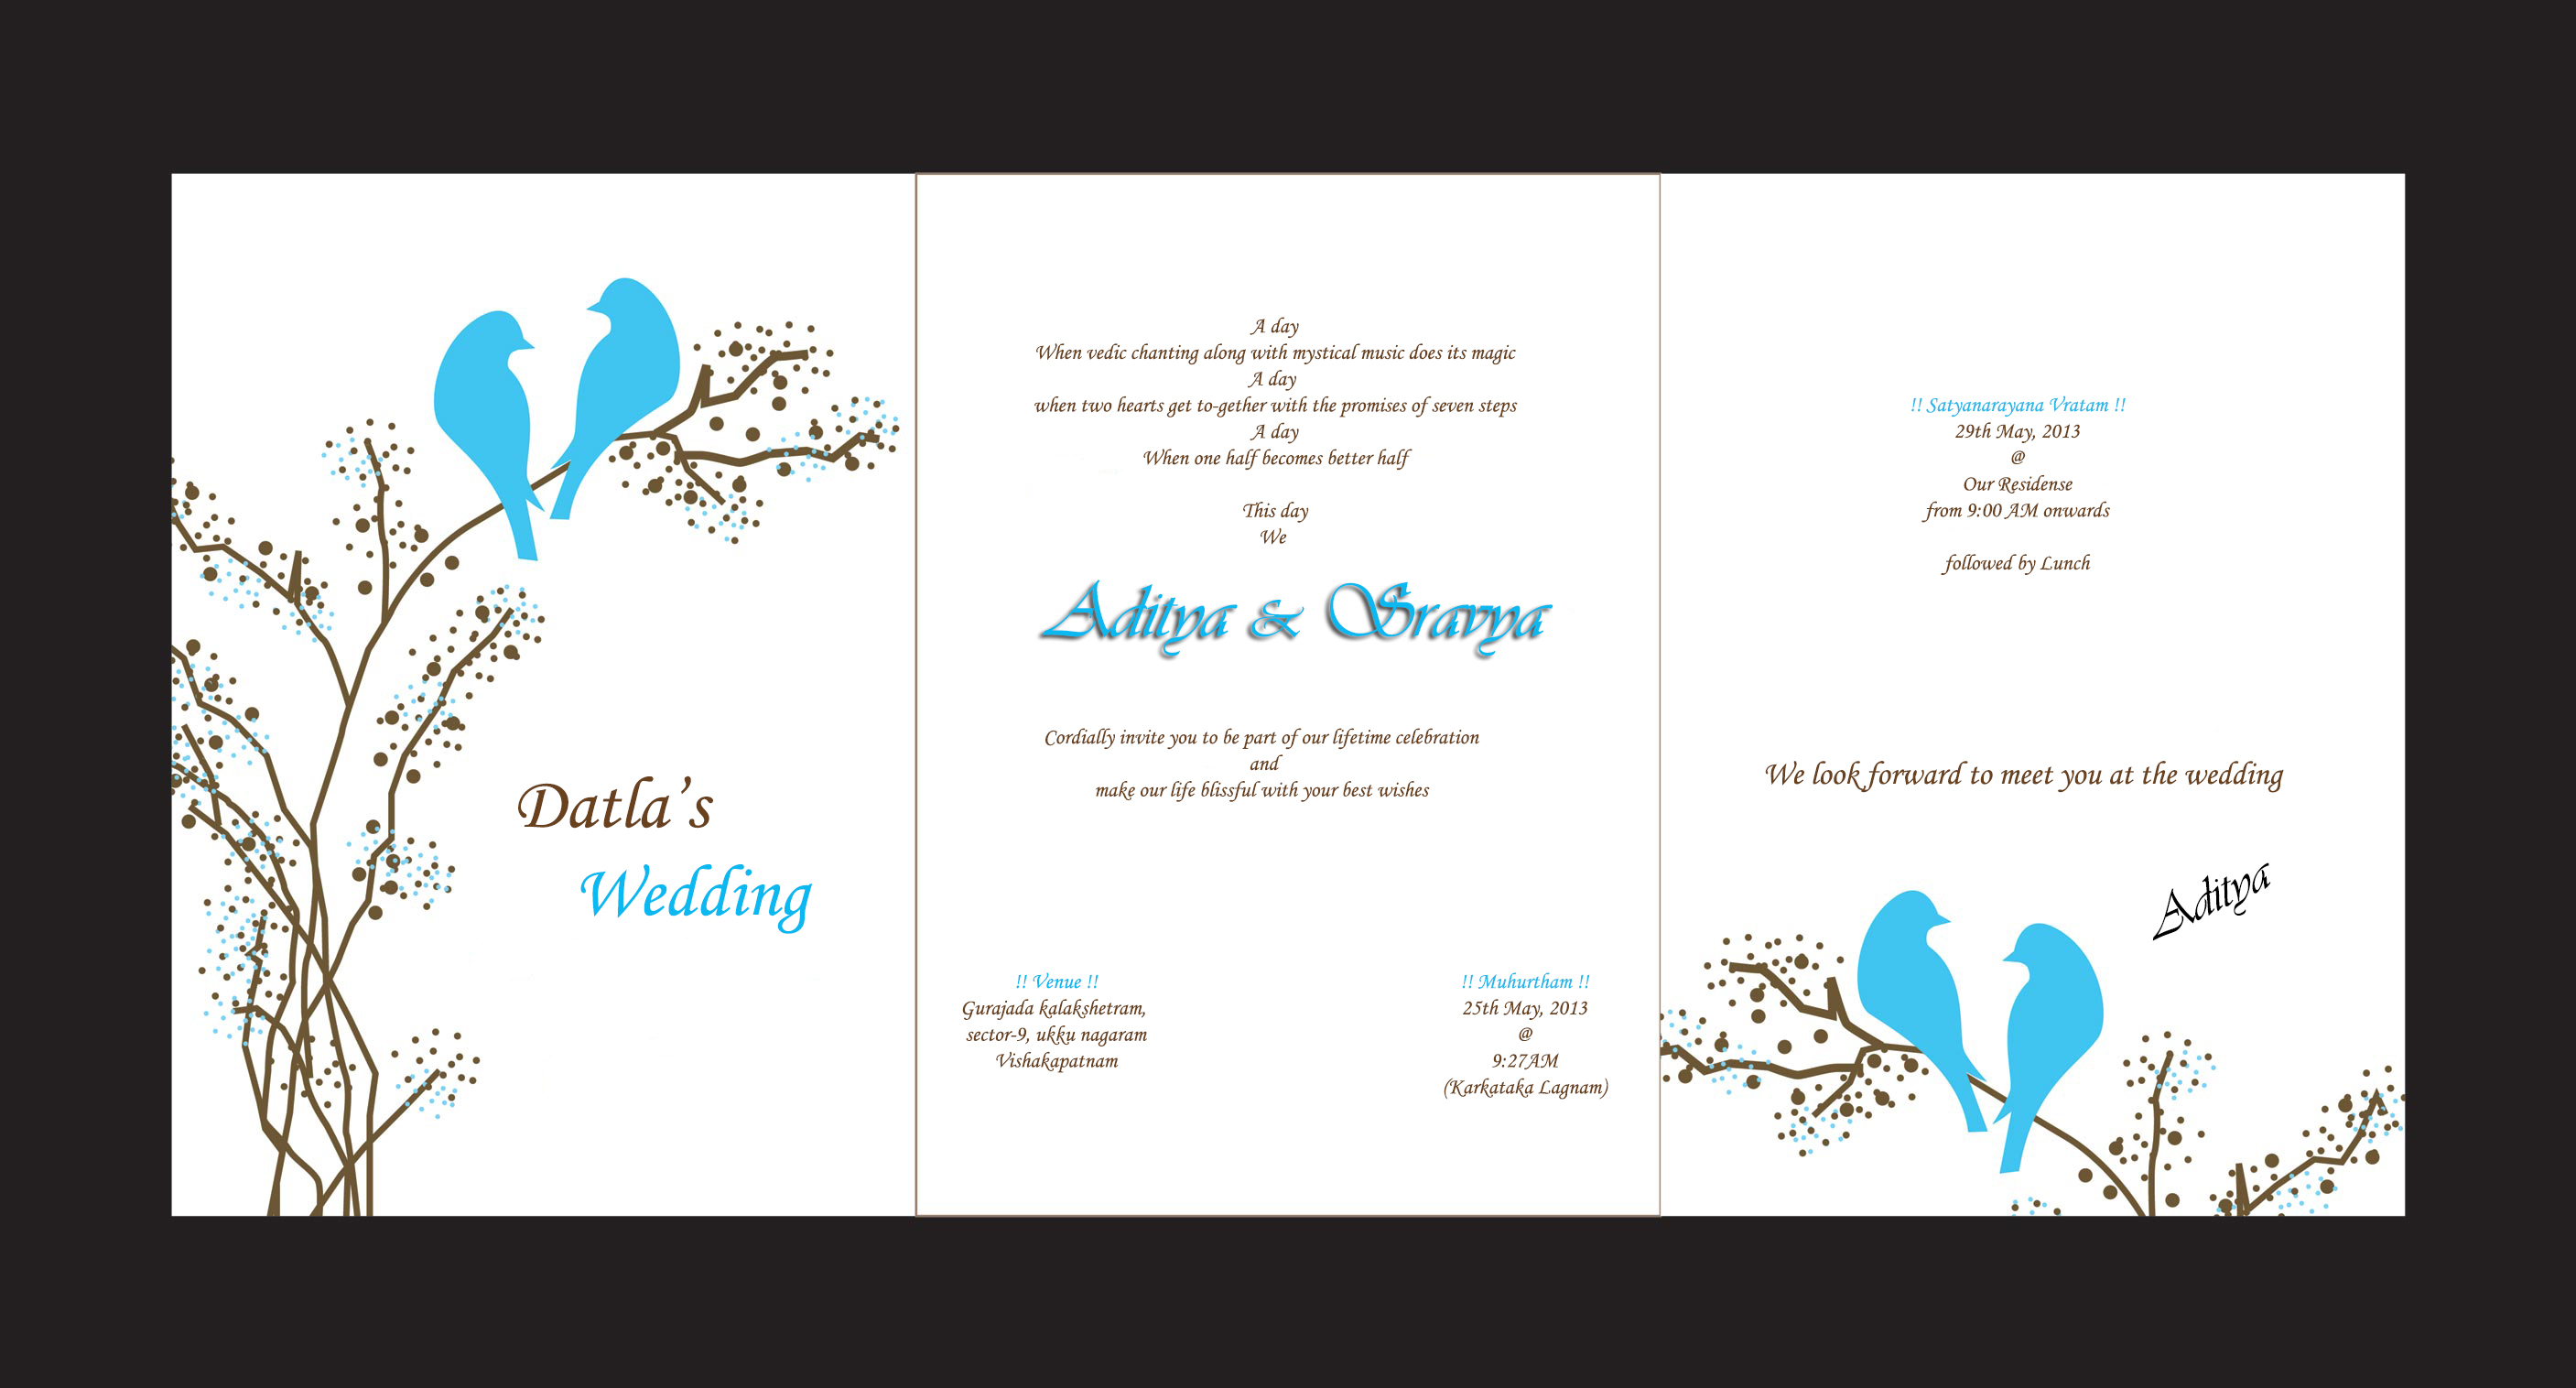 Datla's
Wedding
A day
When vedic chanting along with mystical music does its magic
A day
when two hearts get to-gether with the promises of seven steps
A day
When one half becomes better half
This day
We
Aditya & Sravya
Cordially invite you to be part of our lifetime celebration
and
make our life blissful with your best wishes
!! Venue !!
Gurajada kalakshetram,
sector-9, ukku nagaram
Vishakapatnam
!! Muhurtham !!
25th May, 2013
@
9:27AM
(Karkataka Lagnam)
!! Satyanarayana Vratam !!
29th May, 2013
@
Our Residense
from 9:00 AM onwards
followed by Lunch
We look forward to meet you at the wedding
Aditya